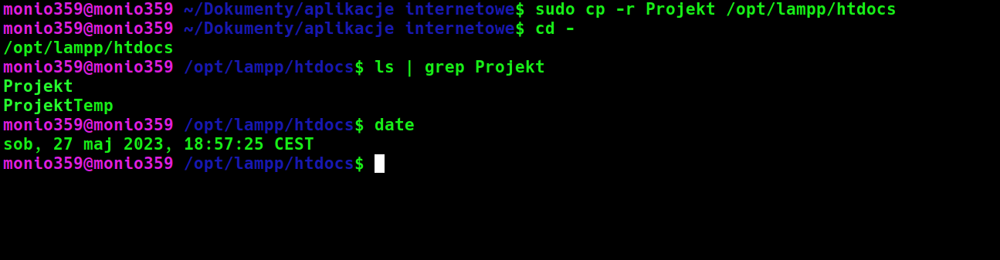 monio359@monio359 ~/Dokumenty/aplikacje internetowe$ sudo cp -r Projekt /opt/lampp/htdocs
monio359@monio359 ~/Dokumenty/aplikacje internetowe$ cd -
/opt/lampp/htdocs
monio359@monio359 /opt/lampp/htdocs$ ls | grep Projekt
Projekt
ProjektTemp
monio359@monio359 /opt/lampp/htdocs$ date
sob, 27 maj 2023, 18:57:25 CEST
monio359@monio359 /opt/lampp/htdocs$